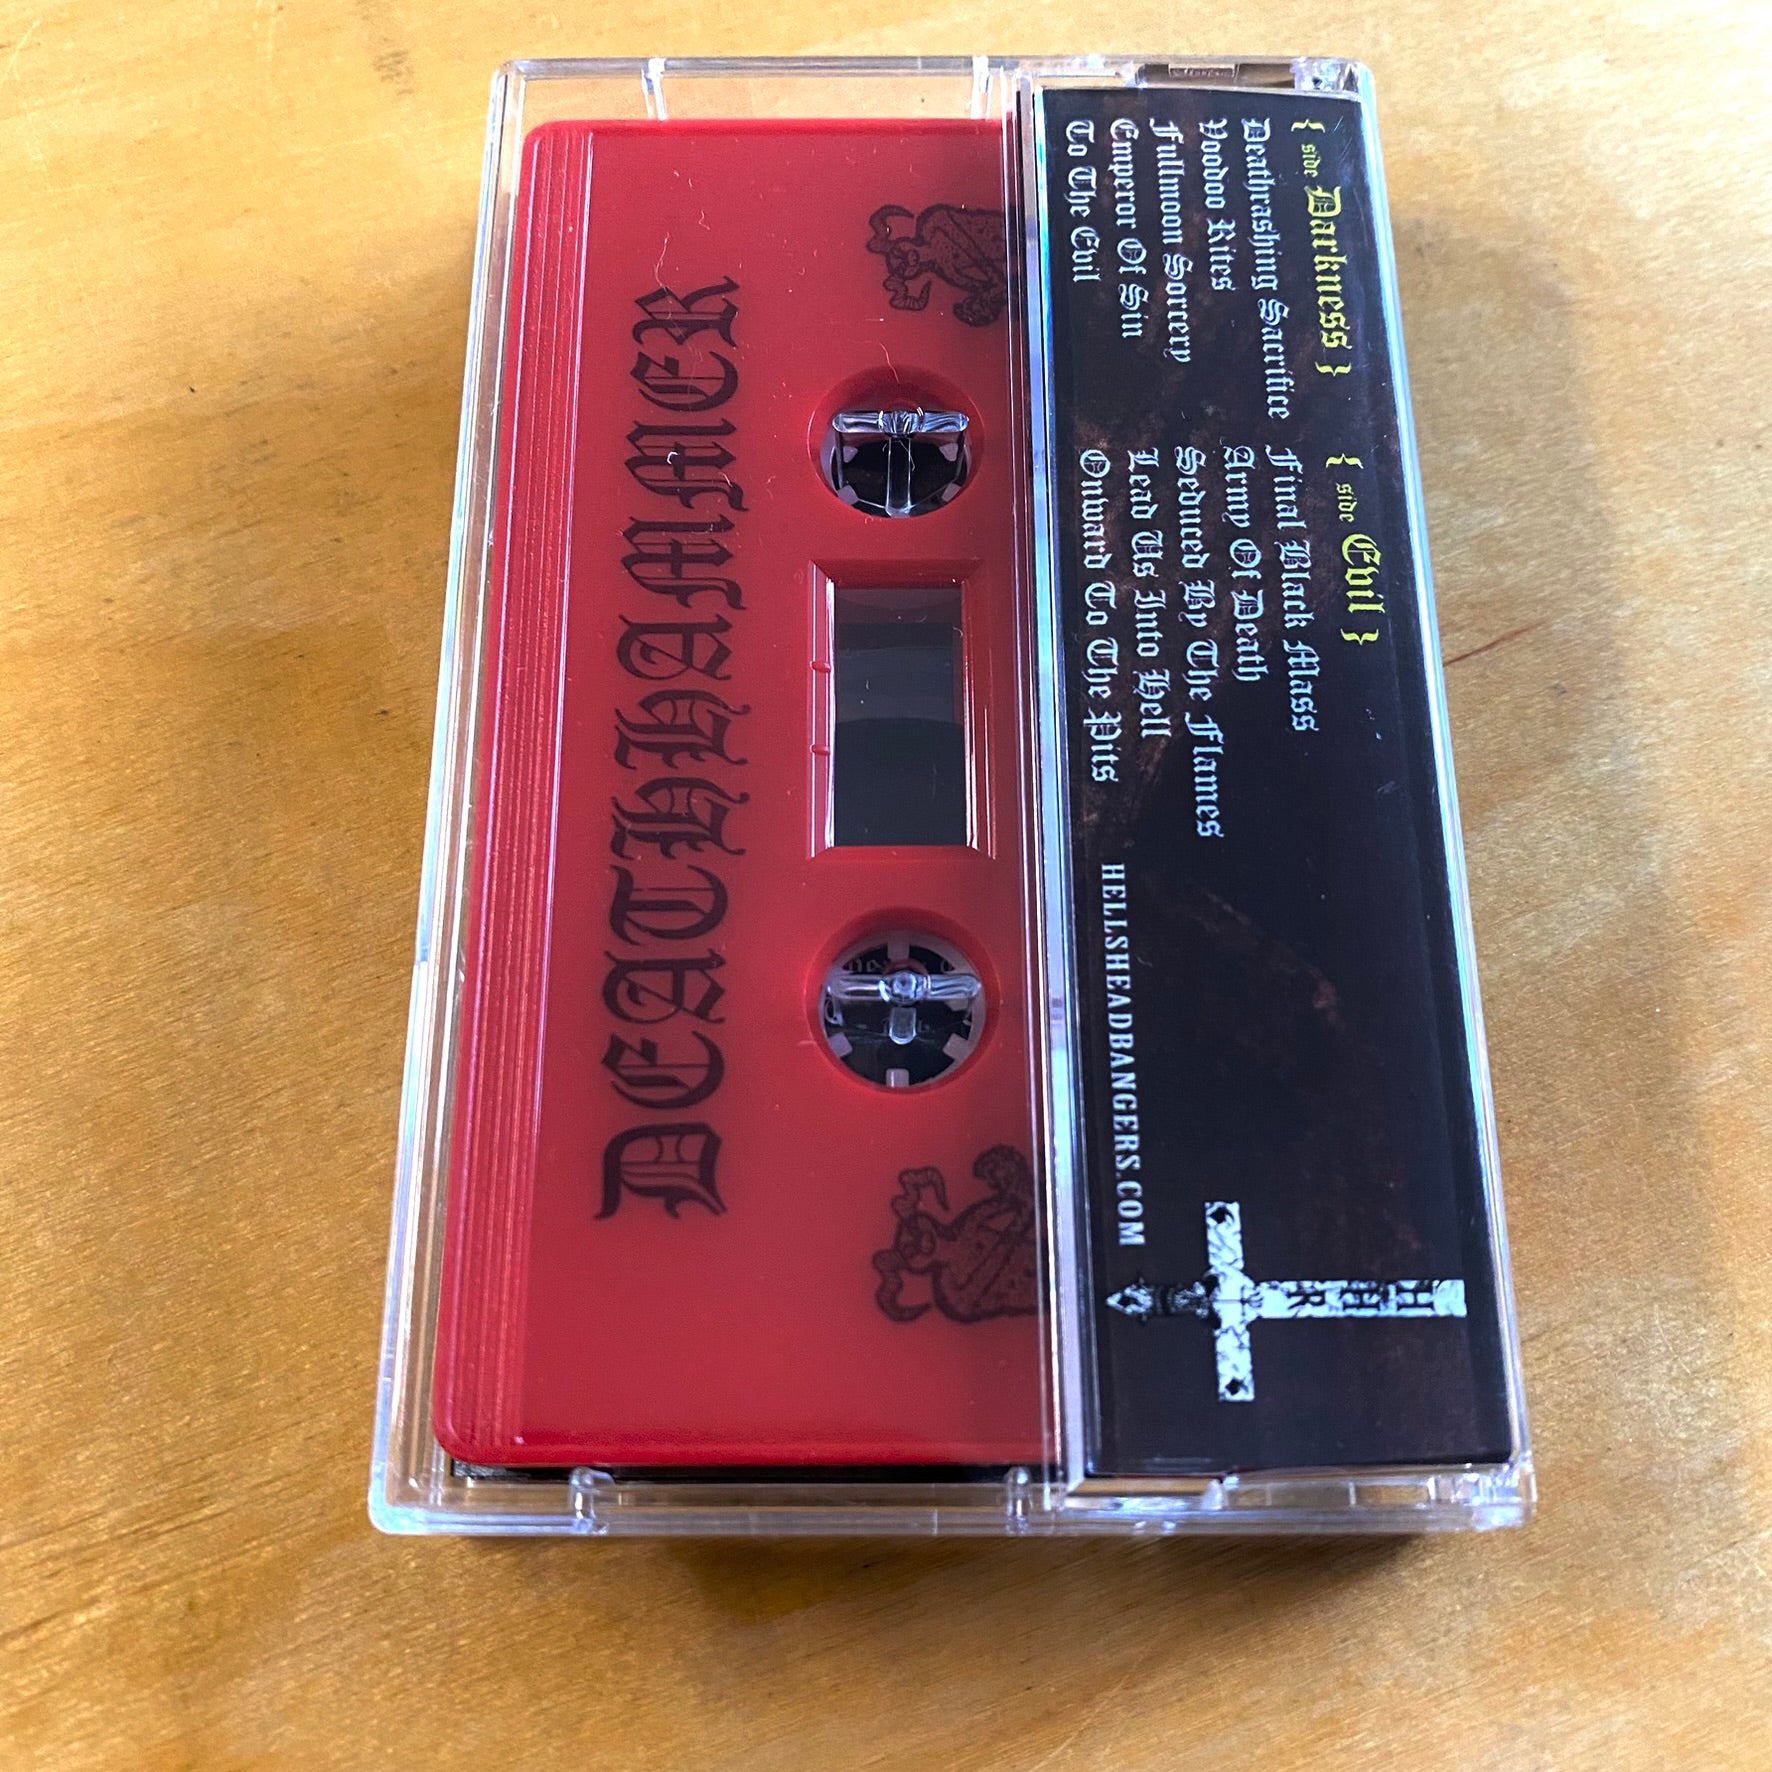 DEATHHAMMER
{ side Darkness }
Deathrashing Sacrifice
Voodoo Rites
Fullmoon Sorcery
Emperor Of Sin
To The Evil
{ side Evil }
Final Black Mass
Army Of Death
Seduced By The Flames
Lead Us Into Hell
Onward To The Pits
HELLSHEADBANGERS.COM
HHHR